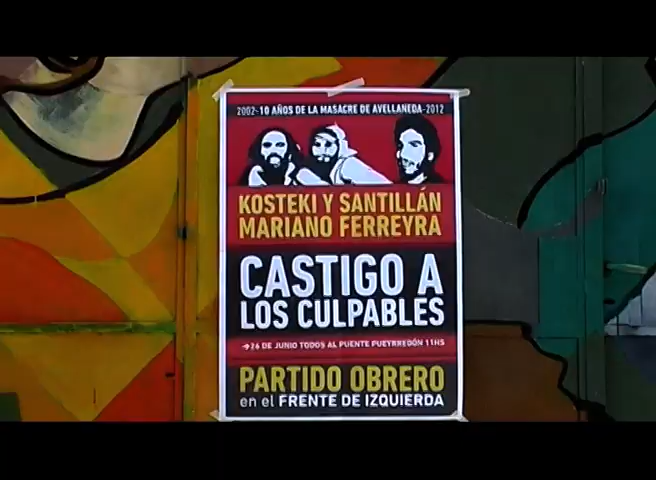 2002-10 AÑOS DE LA MASACRE DE AVELLANEDA-2012
KOSTEKI Y SANTILLÁN
MARIANO FERREYRA
CASTIGO A
LOS CULPABLES
→26 DE JUNIO TODOS AL PUENTE PUEYRREDÓN 11HS
PARTIDO OBRERO
en el FRENTE DE IZQUIERDA